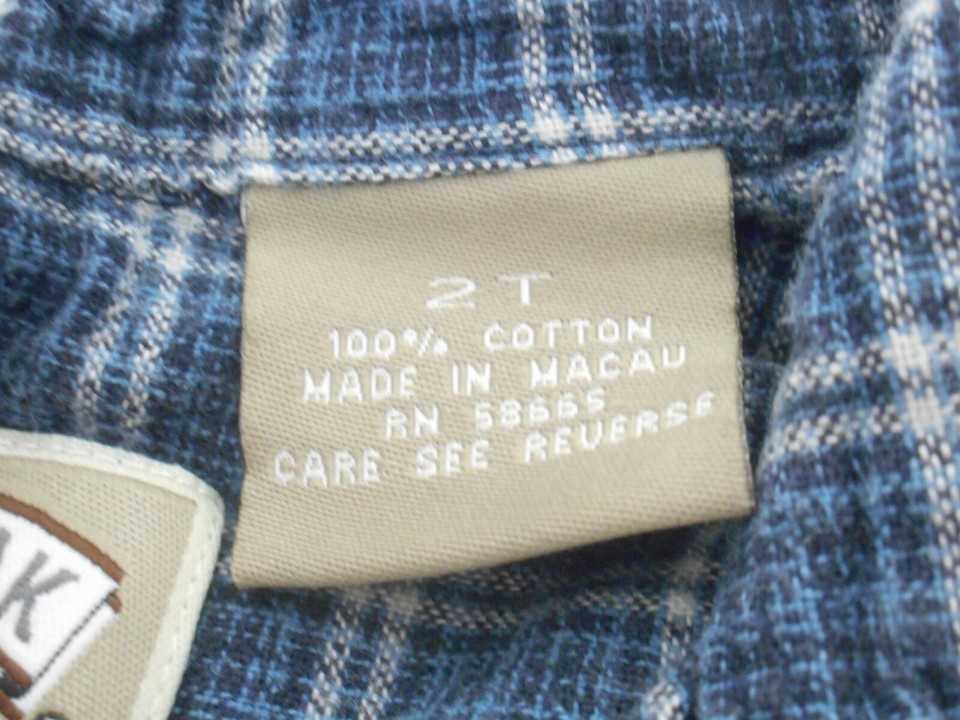 2T
100% COTTON
MADE IN MACAU
RN 58665
CARE SEE REVERSE